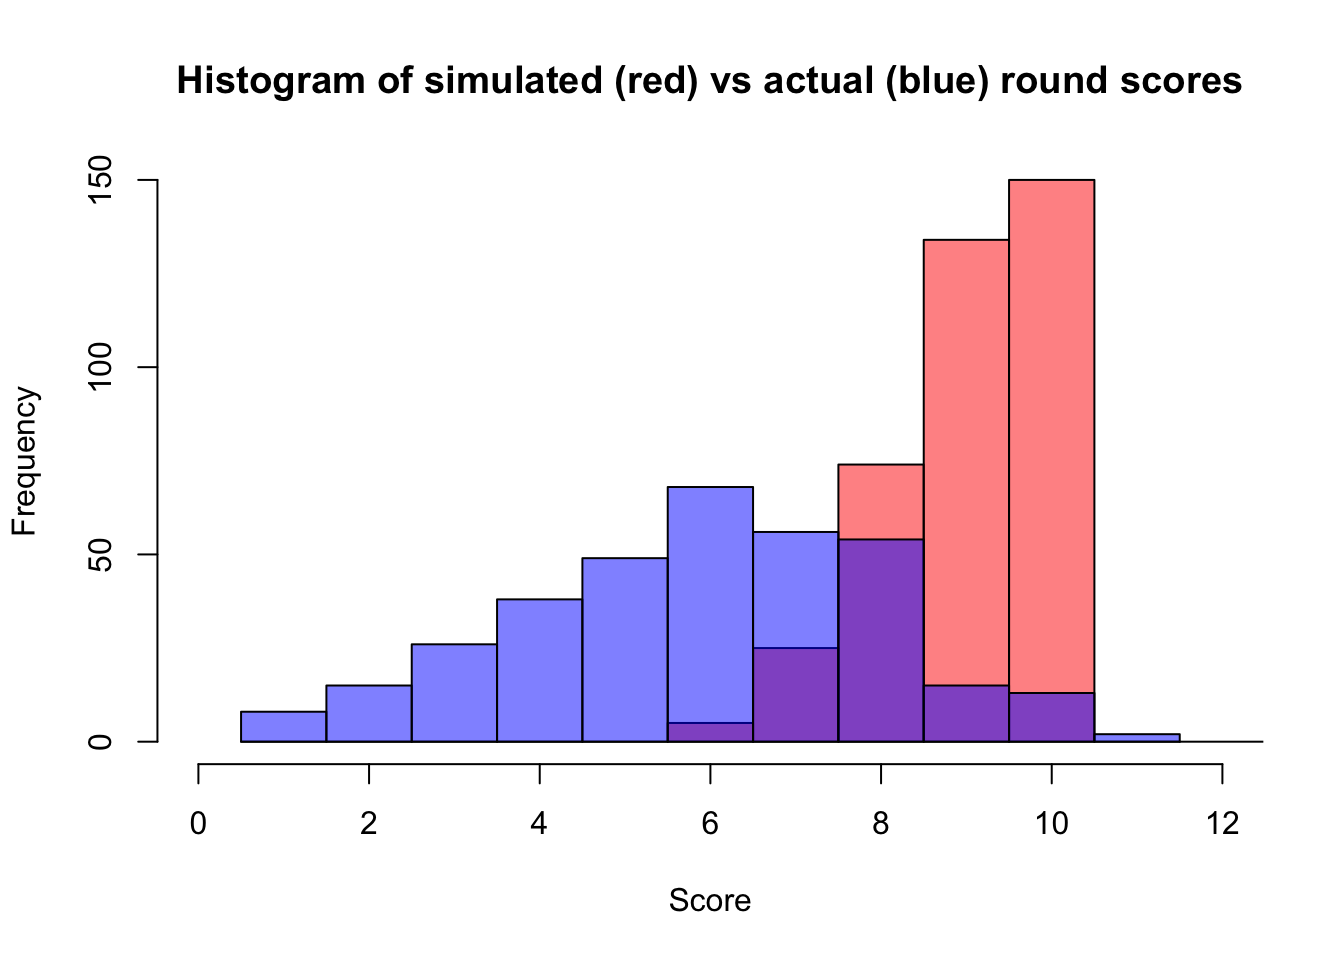 Histogram of simulated (red) vs actual (blue) round scores
150
100
50
0
Frequency
0 2 4 6 8 10 12
Score